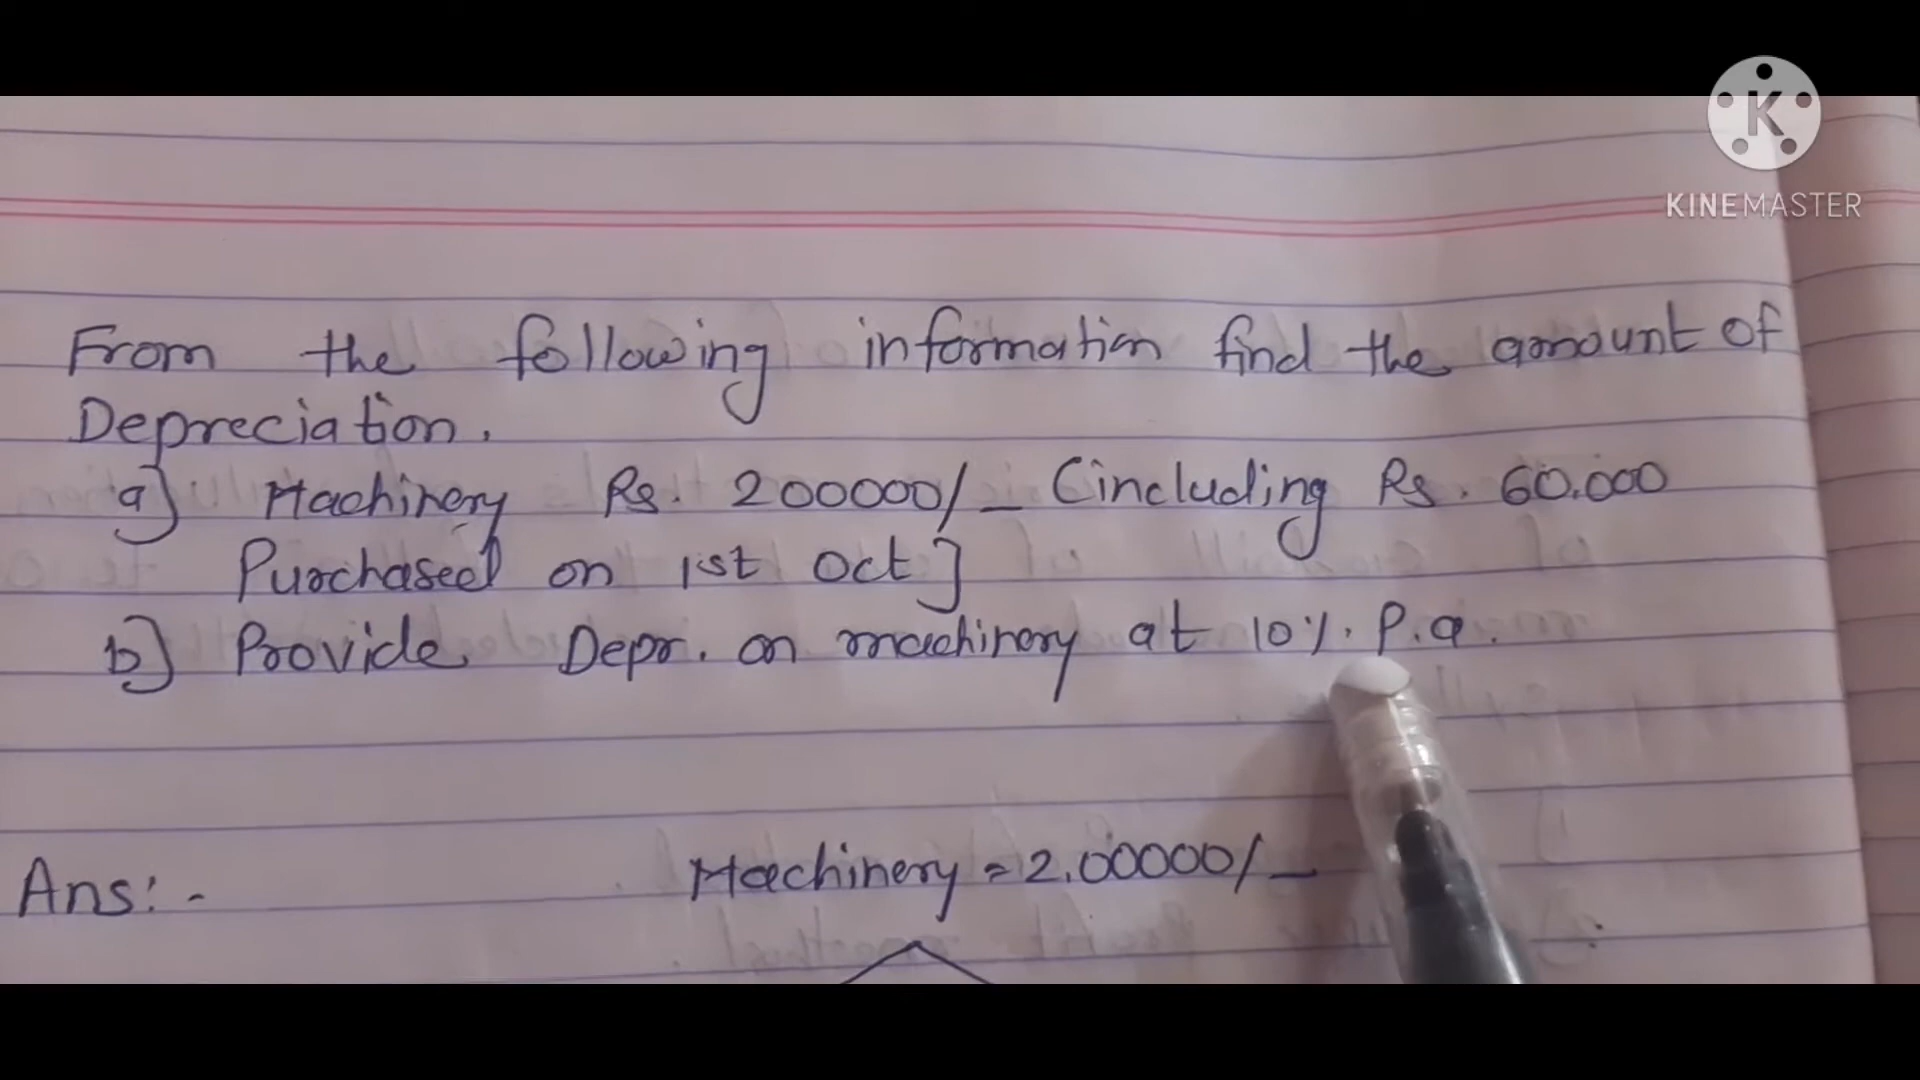 K
KINEMASTER
From the following information find the amount of
Depreciation.
a] Machinery Rs. 200000/- (including Rs. 60.000
Purchased on 1st Oct]
b] Provide Depr. on machinery at 10%. P.a.
Ans:- Machinery = 2.00000/-